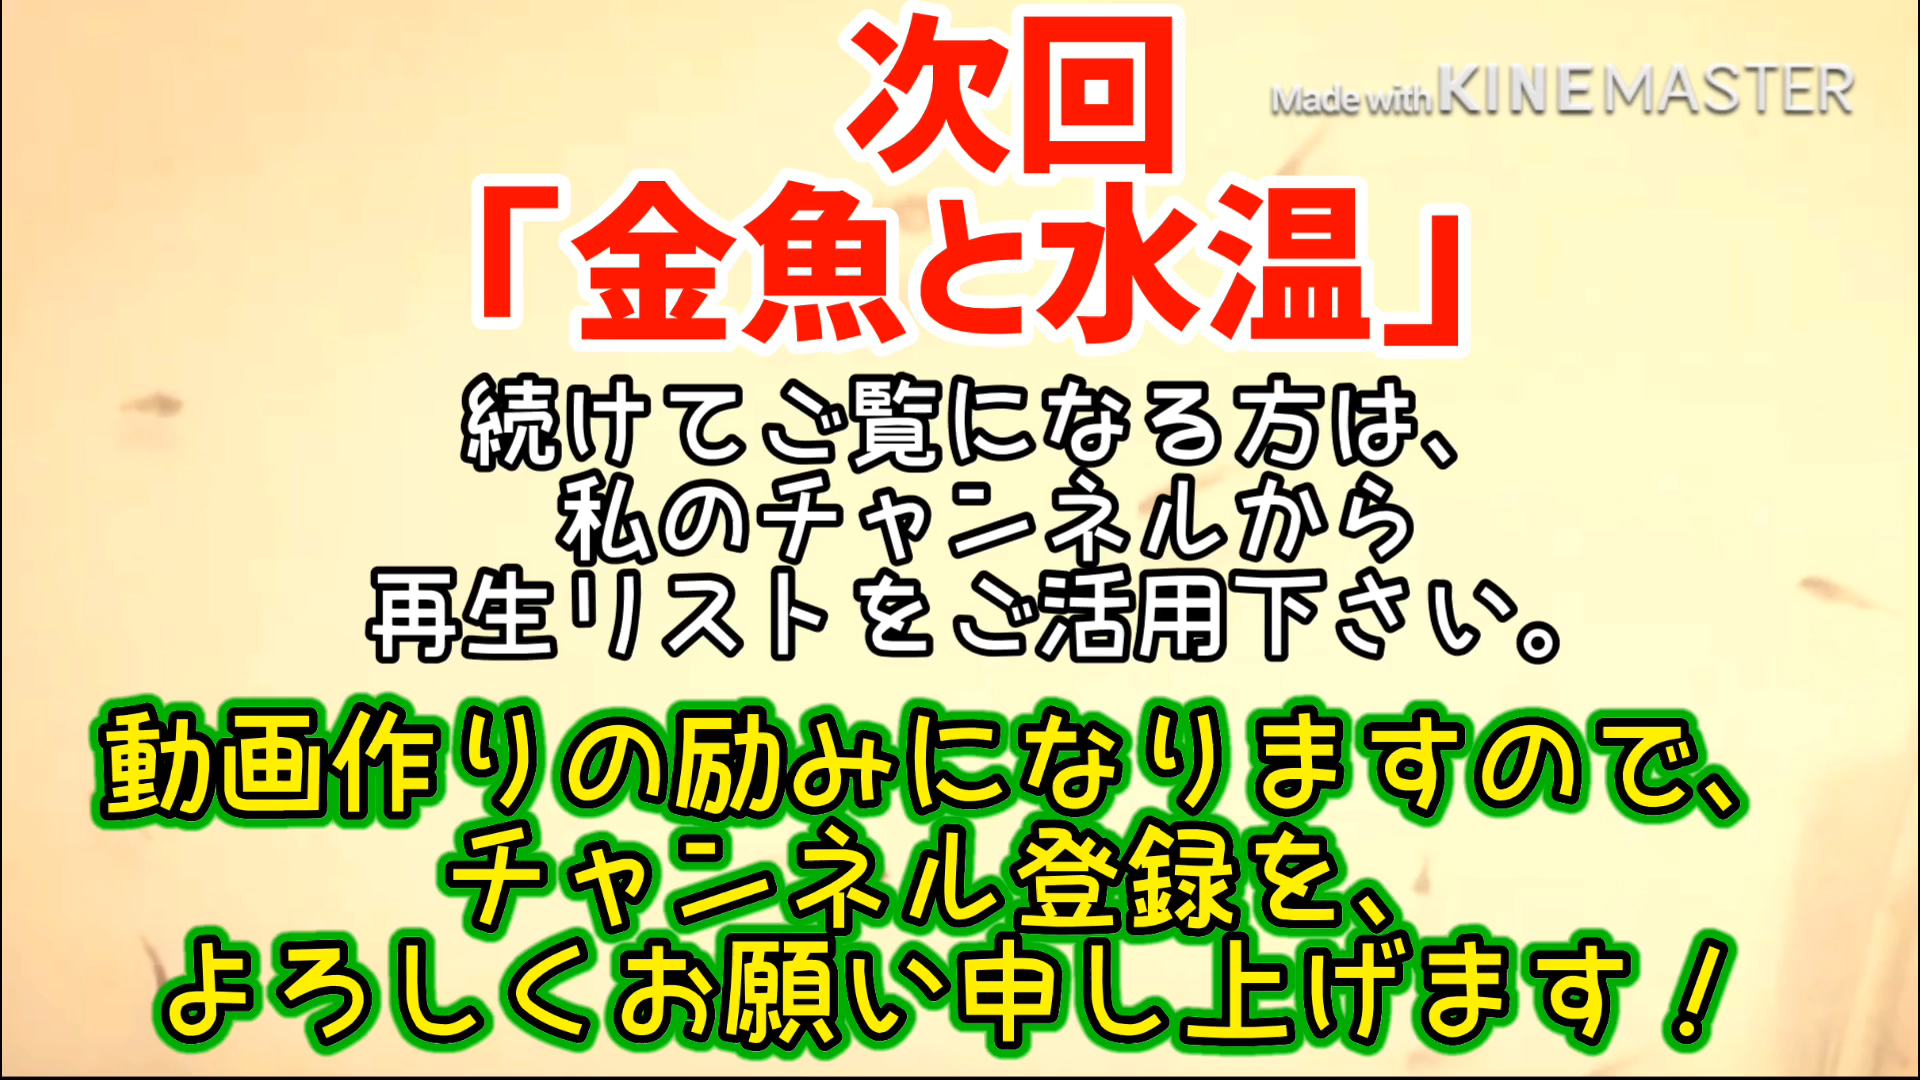 次回
Made with KINEMASTER
「金魚と水温」
続けてご覧になる方は、
私のチャンネルから
再生リストをご活用下さい。
動画作りの励みになりますので、
チャンネル登録を、
よろしくお願い申し上げます！